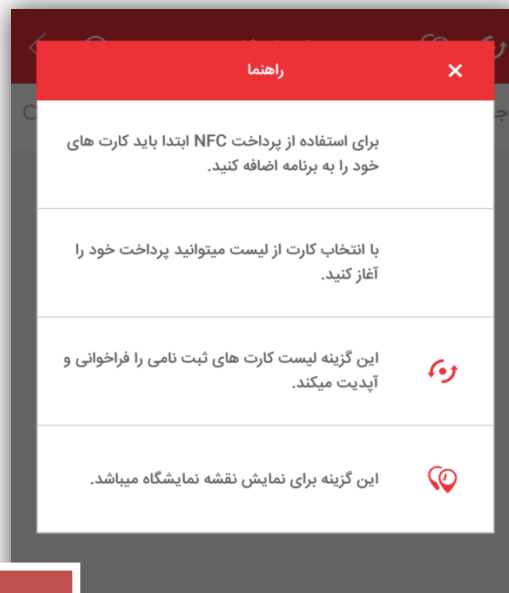 راهنما
برای استفاده از پرداخت NFC ابتدا باید کارت های
خود را به برنامه اضافه کنید.
با انتخاب کارت از لیست میتوانید پرداخت خود را
آغاز کنید.
این گزینه لیست کارت های ثبت نامی را فراخوانی و
آپدیت میکند.
این گزینه برای نمایش نقشه نمایشگاه میباشد.